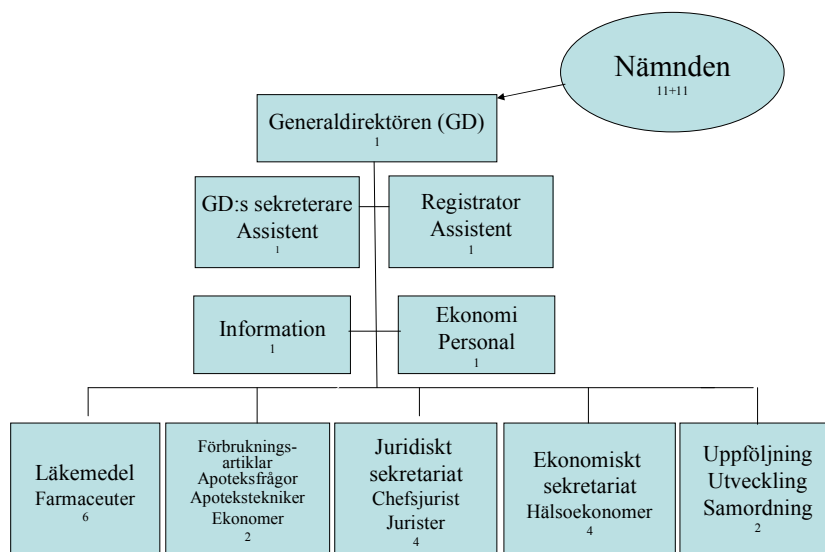 Nämnden
11+11
Generaldirektören (GD)
1
GD:s sekreterare
Assistent
1
Registrator
Assistent
1
Information
1
Ekonomi
Personal
1
Läkemedel
Farmaceuter
6
Förbruknings-
artiklar
Apoteksfrågor
Apotekstekniker
Ekonomer
2
Juridiskt
sekretariat
Chefsjurist
Jurister
4
Ekonomiskt
sekretariat
Hälsoekonomer
4
Uppföljning
Utveckling
Samordning
2